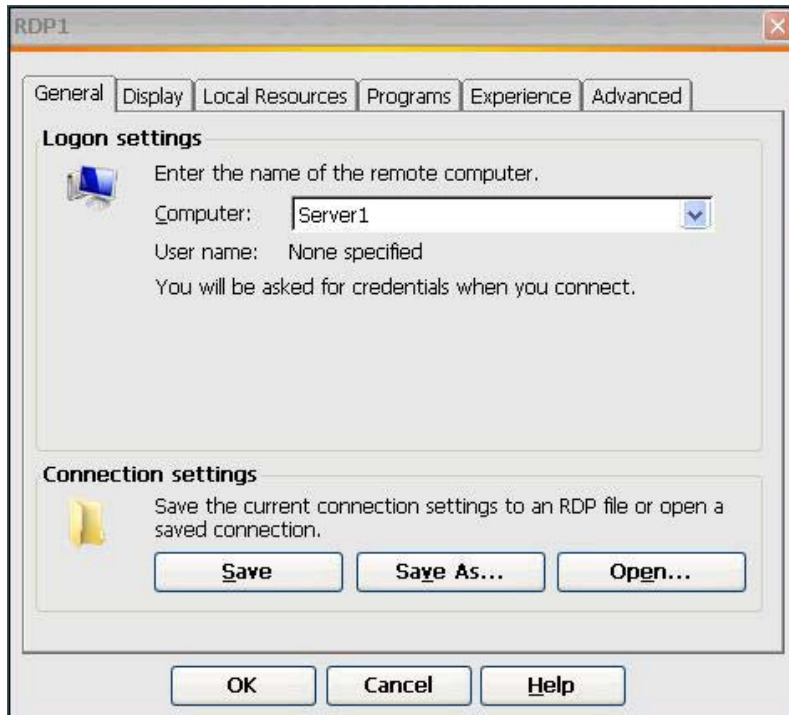 RDP1
General Display Local Resources Programs Experience Advanced
Logon settings
Enter the name of the remote computer.
Computer: Server1
User name: None specified
You will be asked for credentials when you connect.
Connection settings
Save the current connection settings to an RDP file or open a
saved connection.
Save Save As... Open...
OK Cancel Help